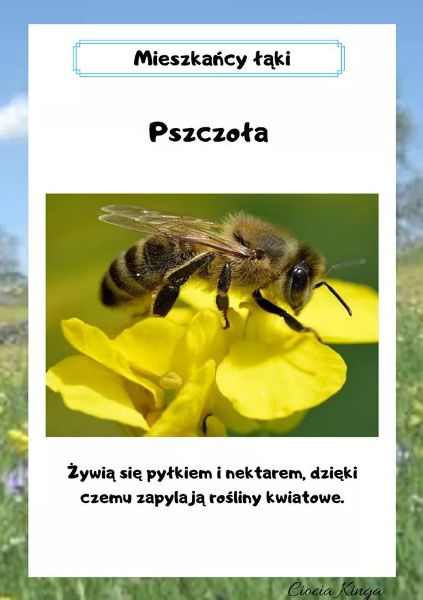 Mieszkańcy łąki
Pszczoła
Żywią się pyłkiem i nektarem, dzięki
czemu zapylają rośliny kwiatowe.
Ciocia Kinga